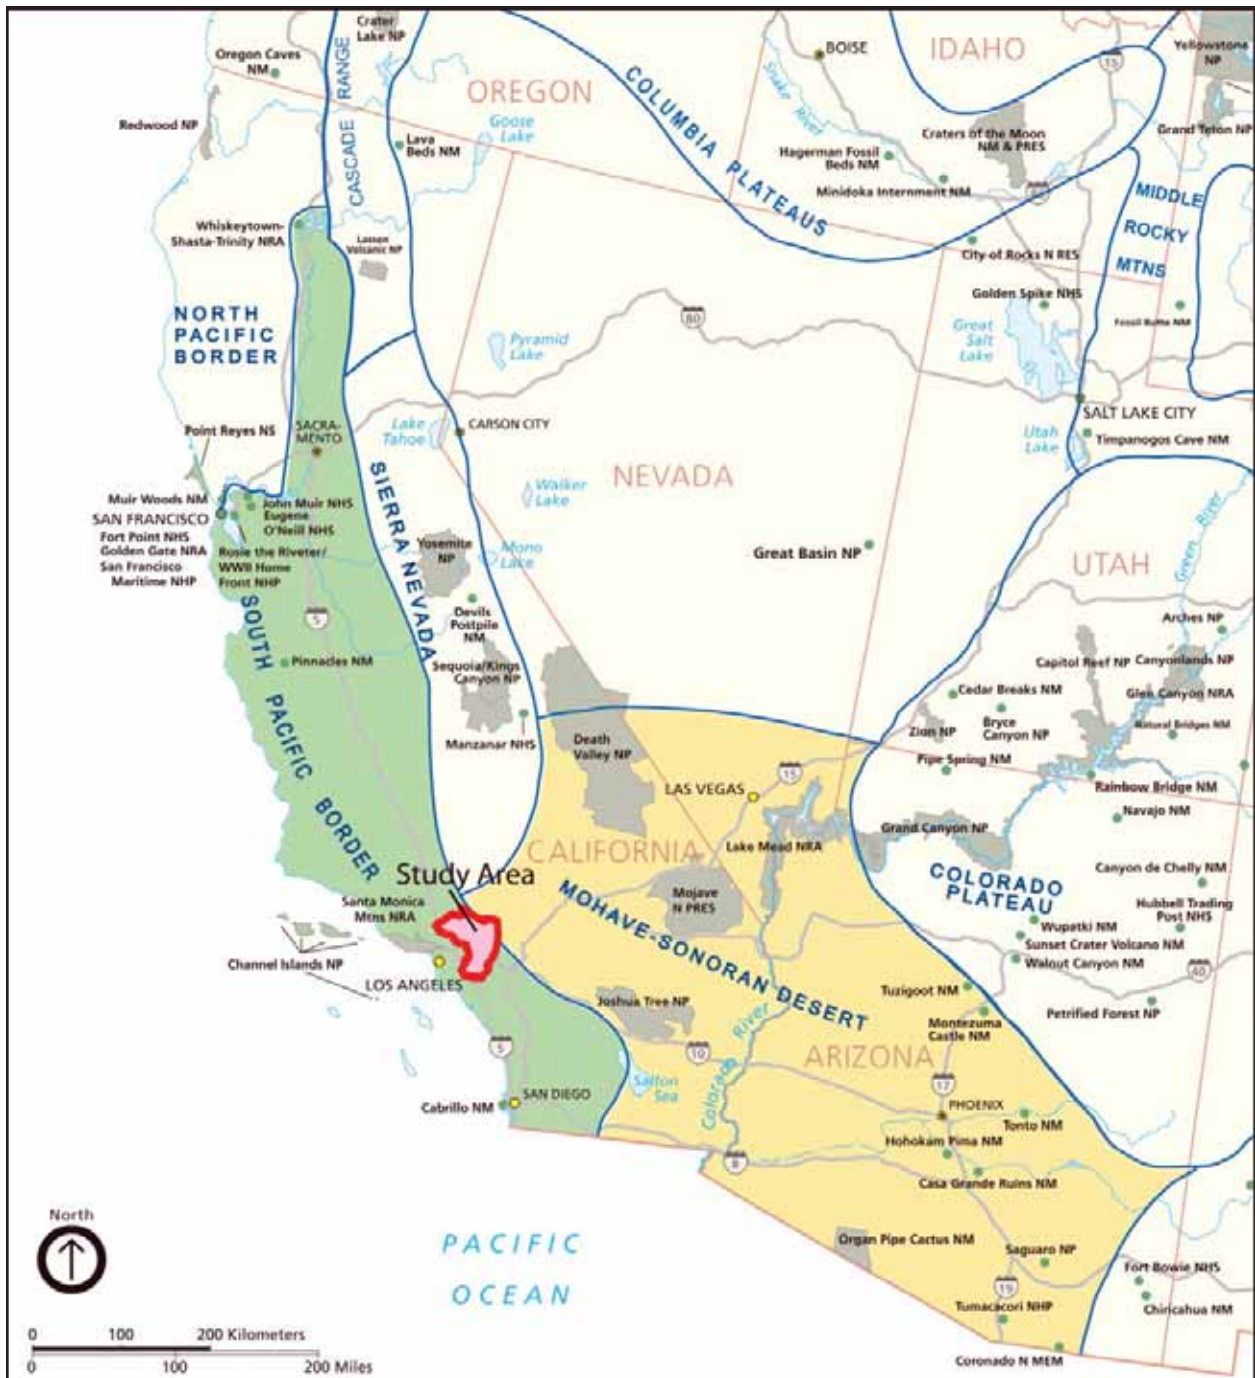 Crater
Lake NP
Oregon Caves
NM
CASCADE RANGE
OREGON
COLUMBIA PLATEAUS
BOISE
IDAHO
15
Yellowstone
NP
Snake River
Redwood NP
Goose
Lake
Lava
Beds NM
Craters of the Moon
NM & PRES
Grand Teton NP
Hagerman Fossil
Beds NM
Minidoka Internment NM
MIDDLE
ROCKY
MTNS
Whiskeytown-
Shasta-Trinity NRA
Lassen
Volcanic NP
City of Rocks N RES
Golden Spike NHS
Fossil Butte NM
NORTH
PACIFIC
BORDER
80
Pyramid
Lake
Great
Salt
Lake
Point Reyes NS
SACRA-
MENTO
Lake
Tahoe
CARSON CITY
SALT LAKE CITY
Utah
Lake
Timpanogos Cave NM
NEVADA
SIERRA NEVADA
Walker
Lake
Muir Woods NM
SAN FRANCISCO
Fort Point NHS
Golden Gate NRA
San Francisco
Maritime NHP
John Muir NHS
Eugene
O'Neill NHS
Rosie the Riveter/
WWII Home
Front NHP
Yosemite
NP
Mono
Lake
Great Basin NP
Green River
UTAH
5
Devils
Postpile
NM
Arches NP
SOUTH PACIFIC BORDER
Pinnacles NM
Sequoia/Kings
Canyon NP
Capitol Reef NP
Canyonlands NP
Cedar Breaks NM
Glen Canyon NRA
Bryce
Canyon NP
Natural Bridges NM
Zion NP
Manzanar NHS
Death
Valley NP
Pipe Spring NM
15
LAS VEGAS
Rainbow Bridge NM
Navajo NM
Grand Canyon NP
Lake Mead NRA
CALIFORNIA
Study Area
Canyon de Chelly NM
COLORADO
PLATEAU
Mojave
N PRES
MOHAVE-SONORAN DESERT
Santa Monica
Mtns NRA
Hubbell Trading
Post NHS
Wupatki NM
Sunset Crater Volcano NM
Walout Canyon NM
40
Channel Islands NP
LOS ANGELES
Joshua Tree NP
Tuzigoot NM
Petrified Forest NP
Montezuma
Castle NM
5
10
ARIZONA
Colorado River
Salton
Sea
17
SAN DIEGO
Cabrillo NM
PHOENIX
Tonto NM
Hohokam Pima NM
8
Casa Grande Ruins NM
North
PACIFIC
OCEAN
Organ Pipe Cactus NM
Saguaro NP
Fort Bowie NHS
19
Chiricahua NM
Tumacacori NHP
Coronado N MEM
0 100 200 Kilometers
0 100 200 Miles